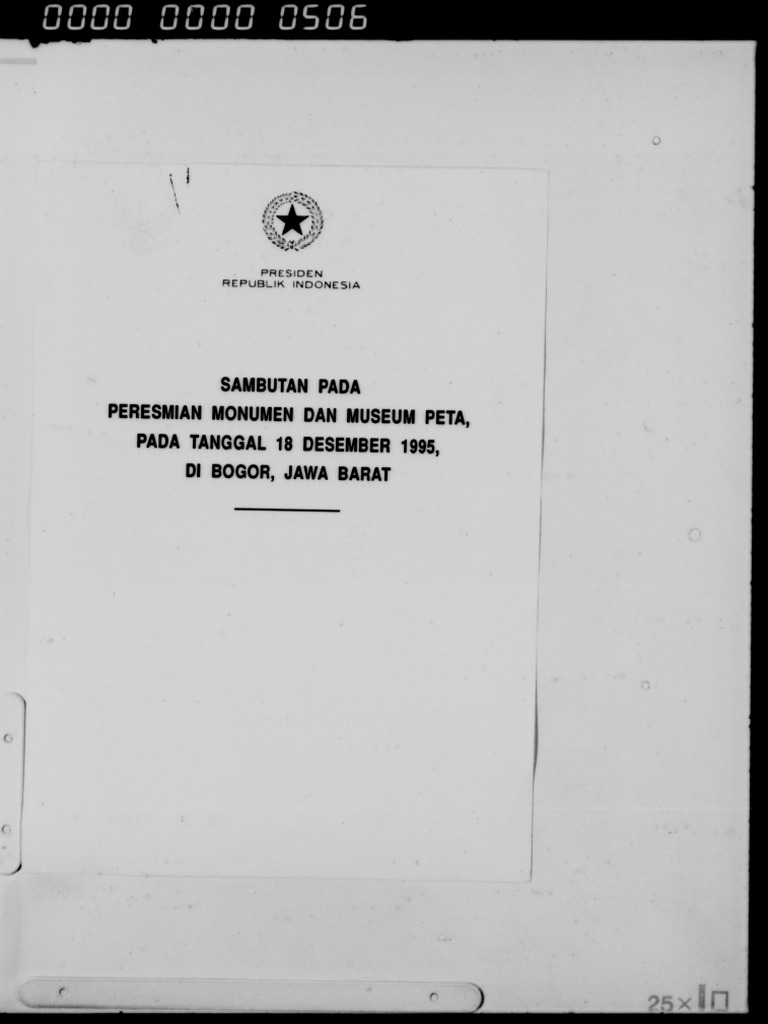 0000 0000 0506
PRESIDEN
REPUBLIK INDONESIA
SAMBUTAN PADA
PERESMIAN MONUMEN DAN MUSEUM PETA,
PADA TANGGAL 18 DESEMBER 1995,
DI BOGOR, JAWA BARAT
25×